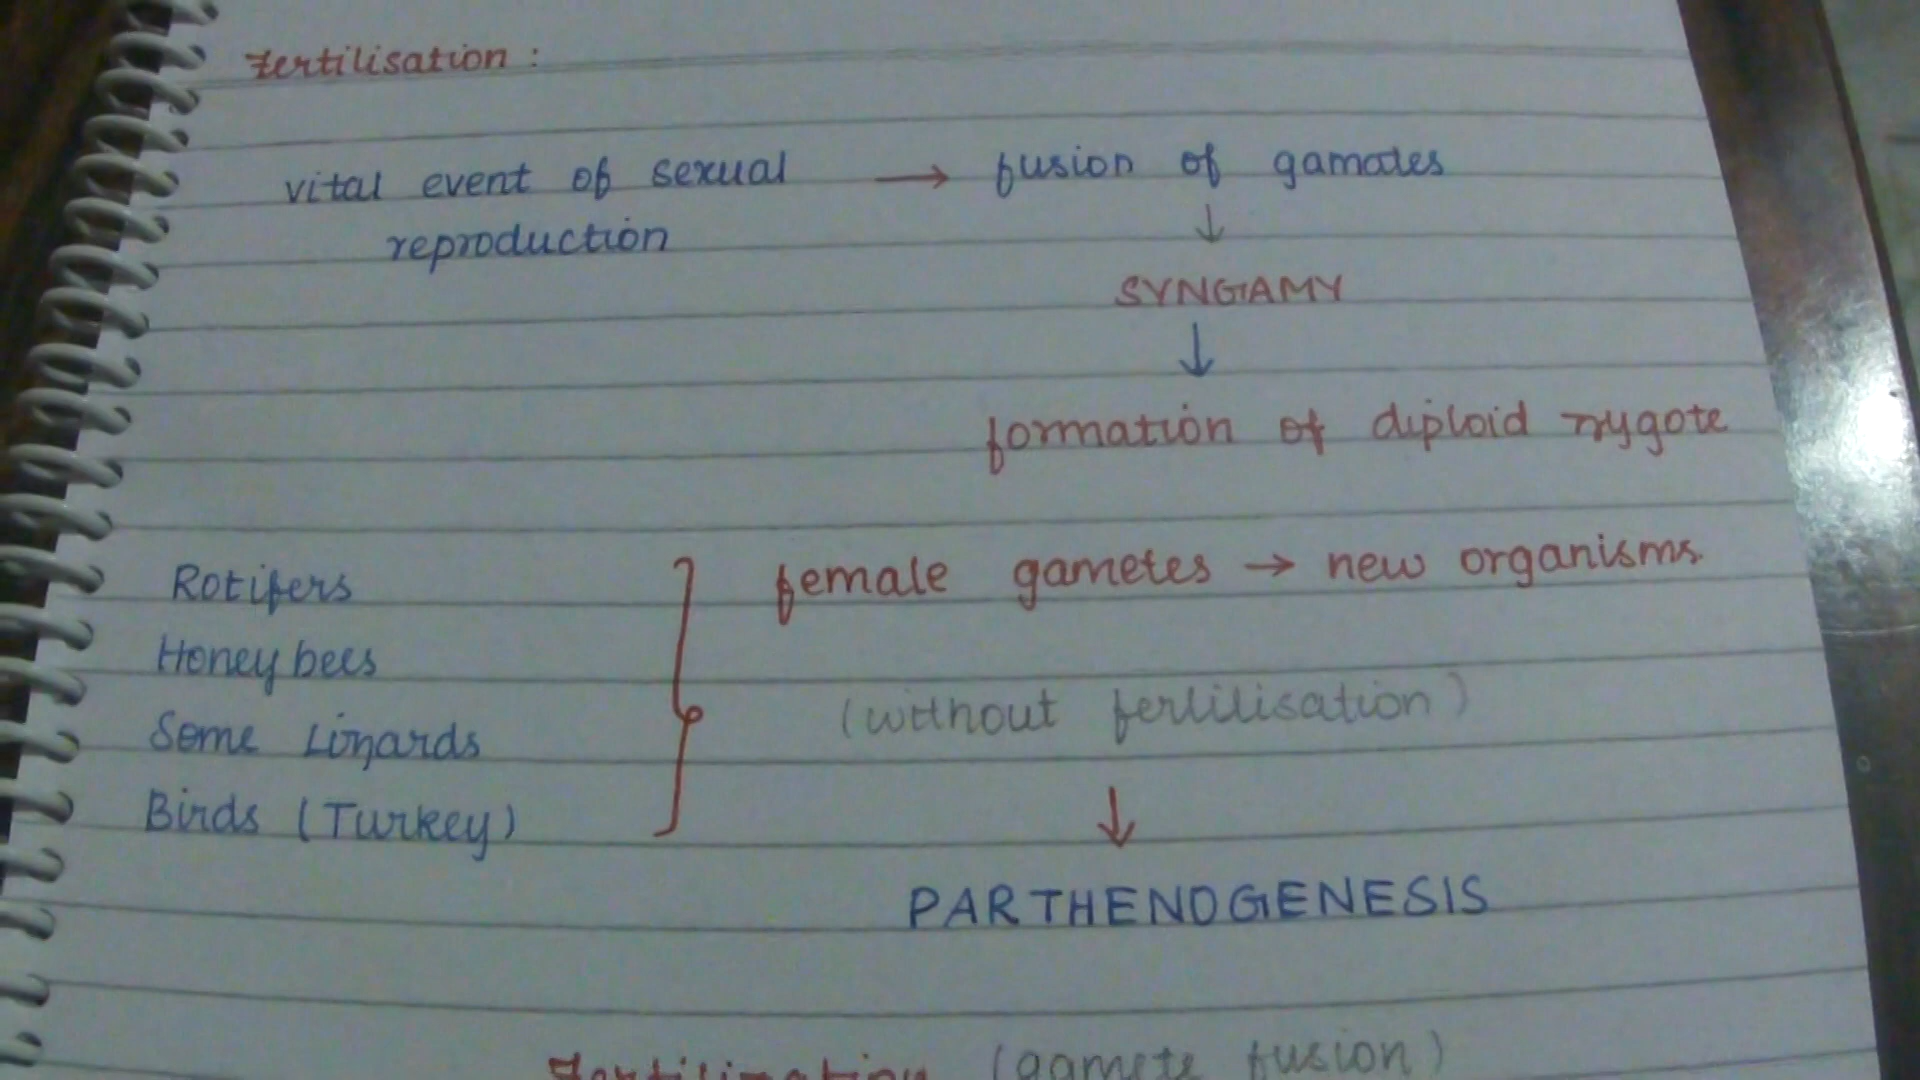 Fertilisation :
vital event of sexual → fusion of gamates
reproduction
↓
SYNGAMY
↓
formation of diploid zygote
Rotifers } female gametes → new organisms.
Honey bees
(without fertilisation)
Some Lizards
↓
Birds (Turkey)
PARTHENOGENESIS
Fertilisation (gamete fusion)